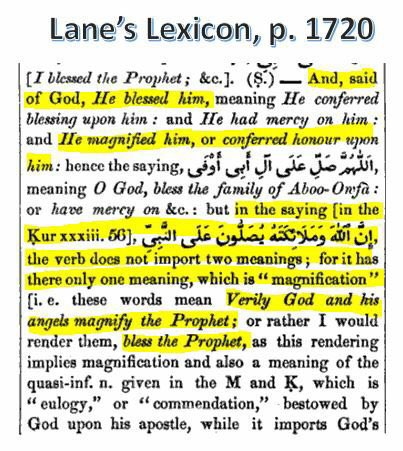 Lane's Lexicon, p. 1720
[I blessed the Prophet; &c.]. (Ṣ.) — And, said
of God, He blessed him, meaning He conferred
blessing upon him: and He had mercy on him:
and He magnified him, or conferred honour upon
him: hence the saying, اَللّٰهُمَّ صَلِّ عَلَى آلِ أَبِى أَوْفَى,
meaning O God, bless the family of Aboo-Owfà:
or have mercy on &c.: but in the saying [in the
Ḳur xxxiii. 56], إِنَّ ٱللّٰهَ وَمَلَائِكَتَهُ يُصَلُّونَ عَلَى النَّبِىِّ,
the verb does not import two meanings; for it has
there only one meaning, which is "magnification"
[i. e. these words mean Verily God and his
angels magnify the Prophet; or rather I would
render them, bless the Prophet, as this rendering
implies magnification and also a meaning of the
quasi-inf. n. given in the M and Ḳ, which is
"eulogy," or "commendation," bestowed by
God upon his apostle, while it imports God's